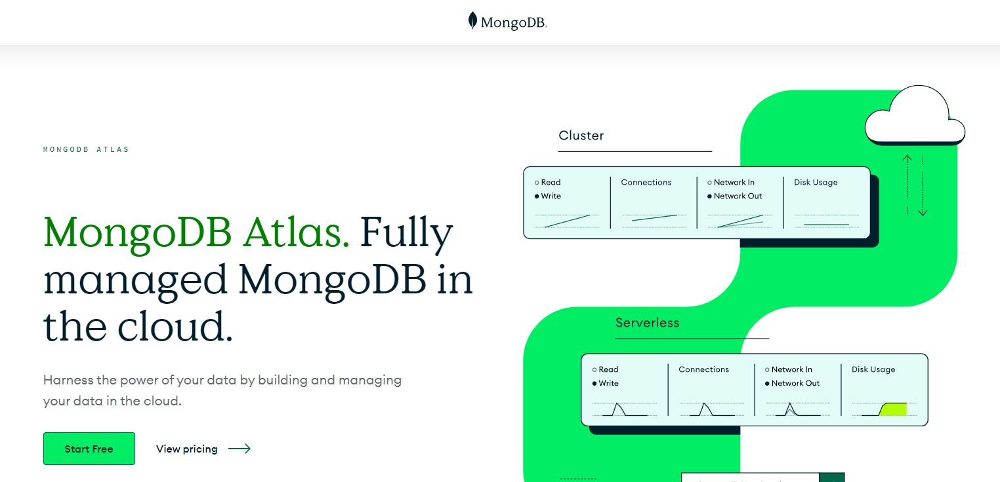 MongoDB.
MONGODB ATLAS
MongoDB Atlas. Fully
managed MongoDB in
the cloud.
Harness the power of your data by building and managing
your data in the cloud.
Start Free
View pricing
Cluster
Read
Write
Connections
Network In
Network Out
Disk Usage
Serverless
Read
Write
Connections
Network In
Network Out
Disk Usage